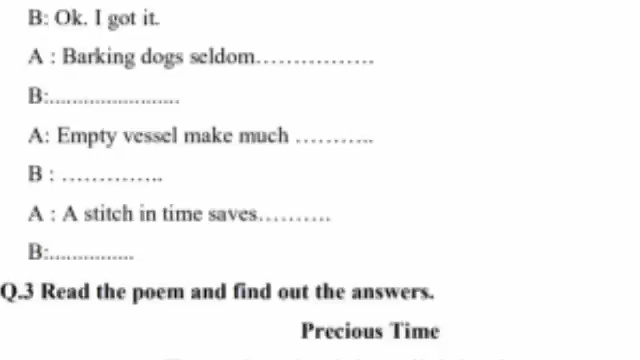 B: Ok. I got it.
A : Barking dogs seldom................
B:.......................
A: Empty vessel make much ...........
B : ..............
A : A stitch in time saves..........
B:...............
Q.3 Read the poem and find out the answers.
Precious Time